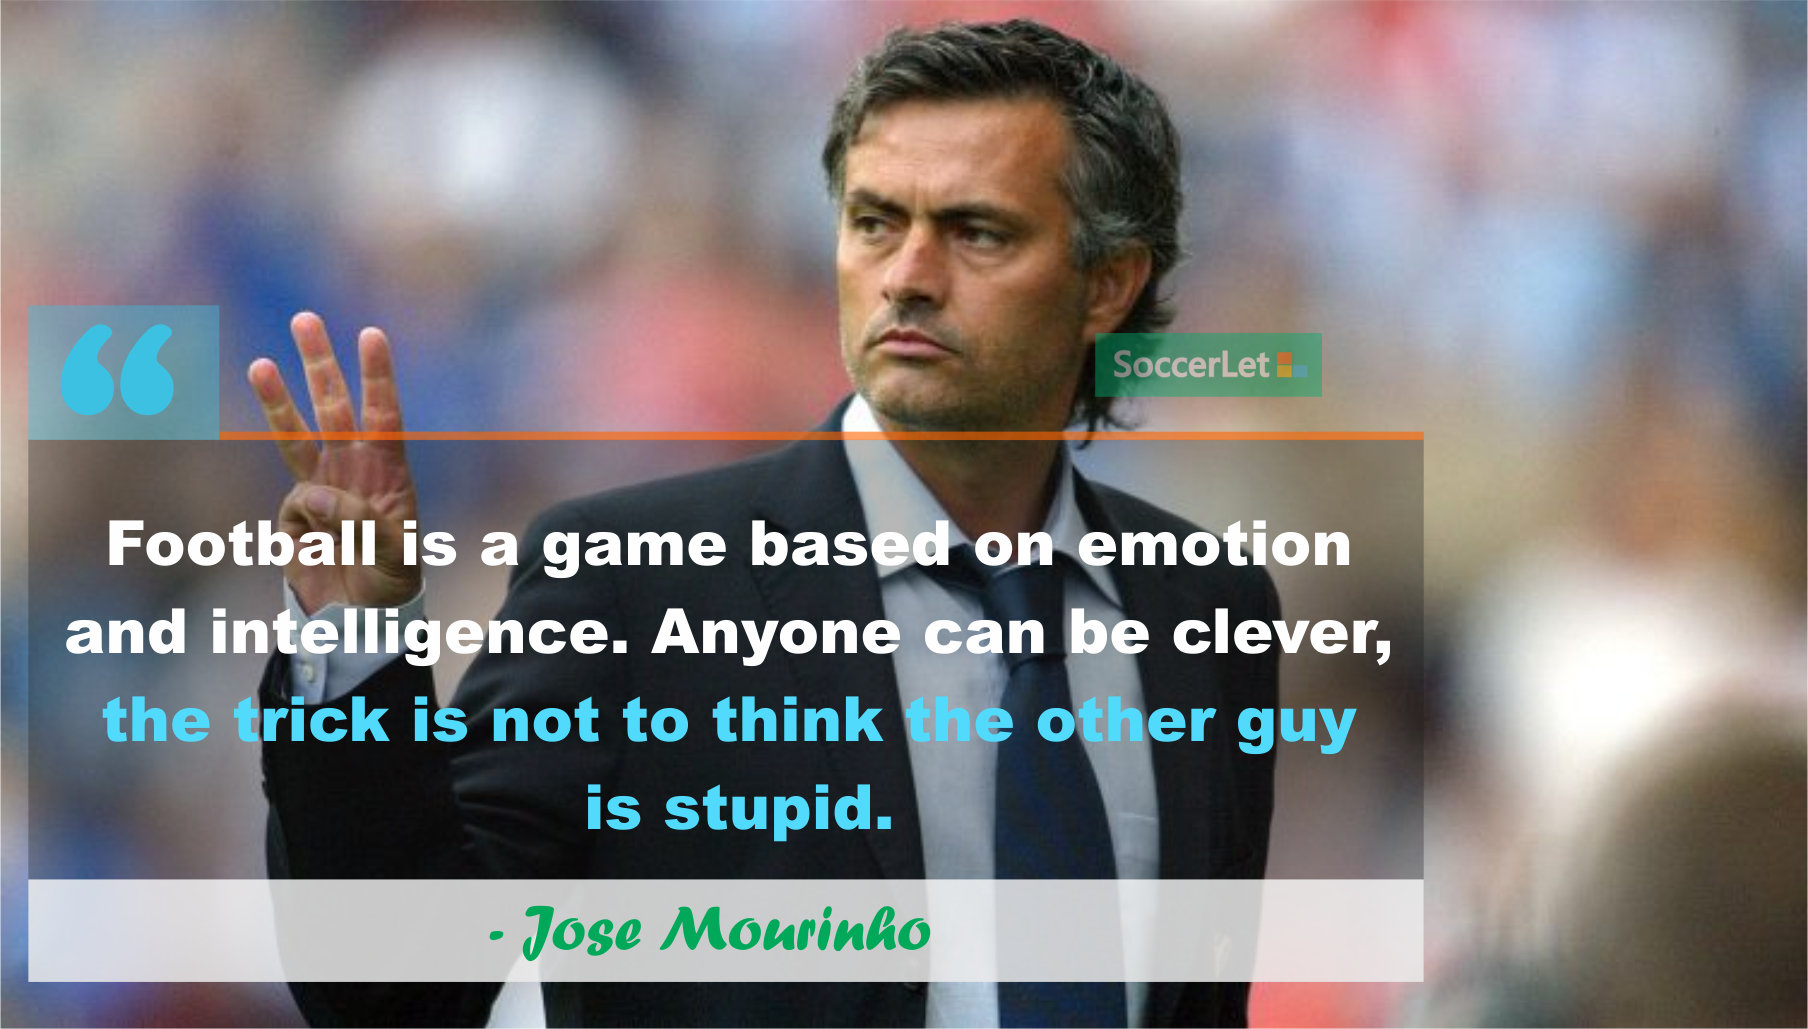 SoccerLet
“
Football is a game based on emotion
and intelligence. Anyone can be clever,
the trick is not to think the other guy
is stupid.
- Jose Mourinho